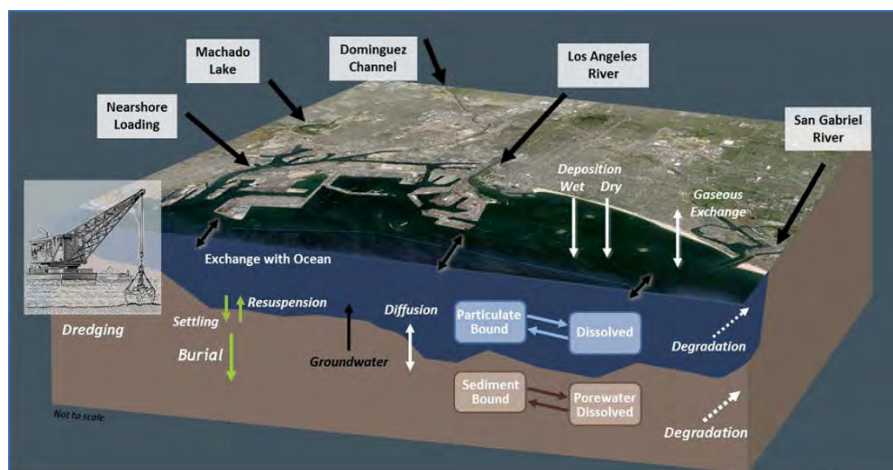 Machado
Lake
Dominguez
Channel
Los Angeles
River
Nearshore
Loading
San Gabriel
River
Deposition
Wet Dry
Gaseous
Exchange
Exchange with Ocean
Dredging
Settling
Resuspension
Burial
Groundwater
Diffusion
Particulate
Bound
Dissolved
Degradation
Sediment
Bound
Porewater
Dissolved
Degradation
Not to scale